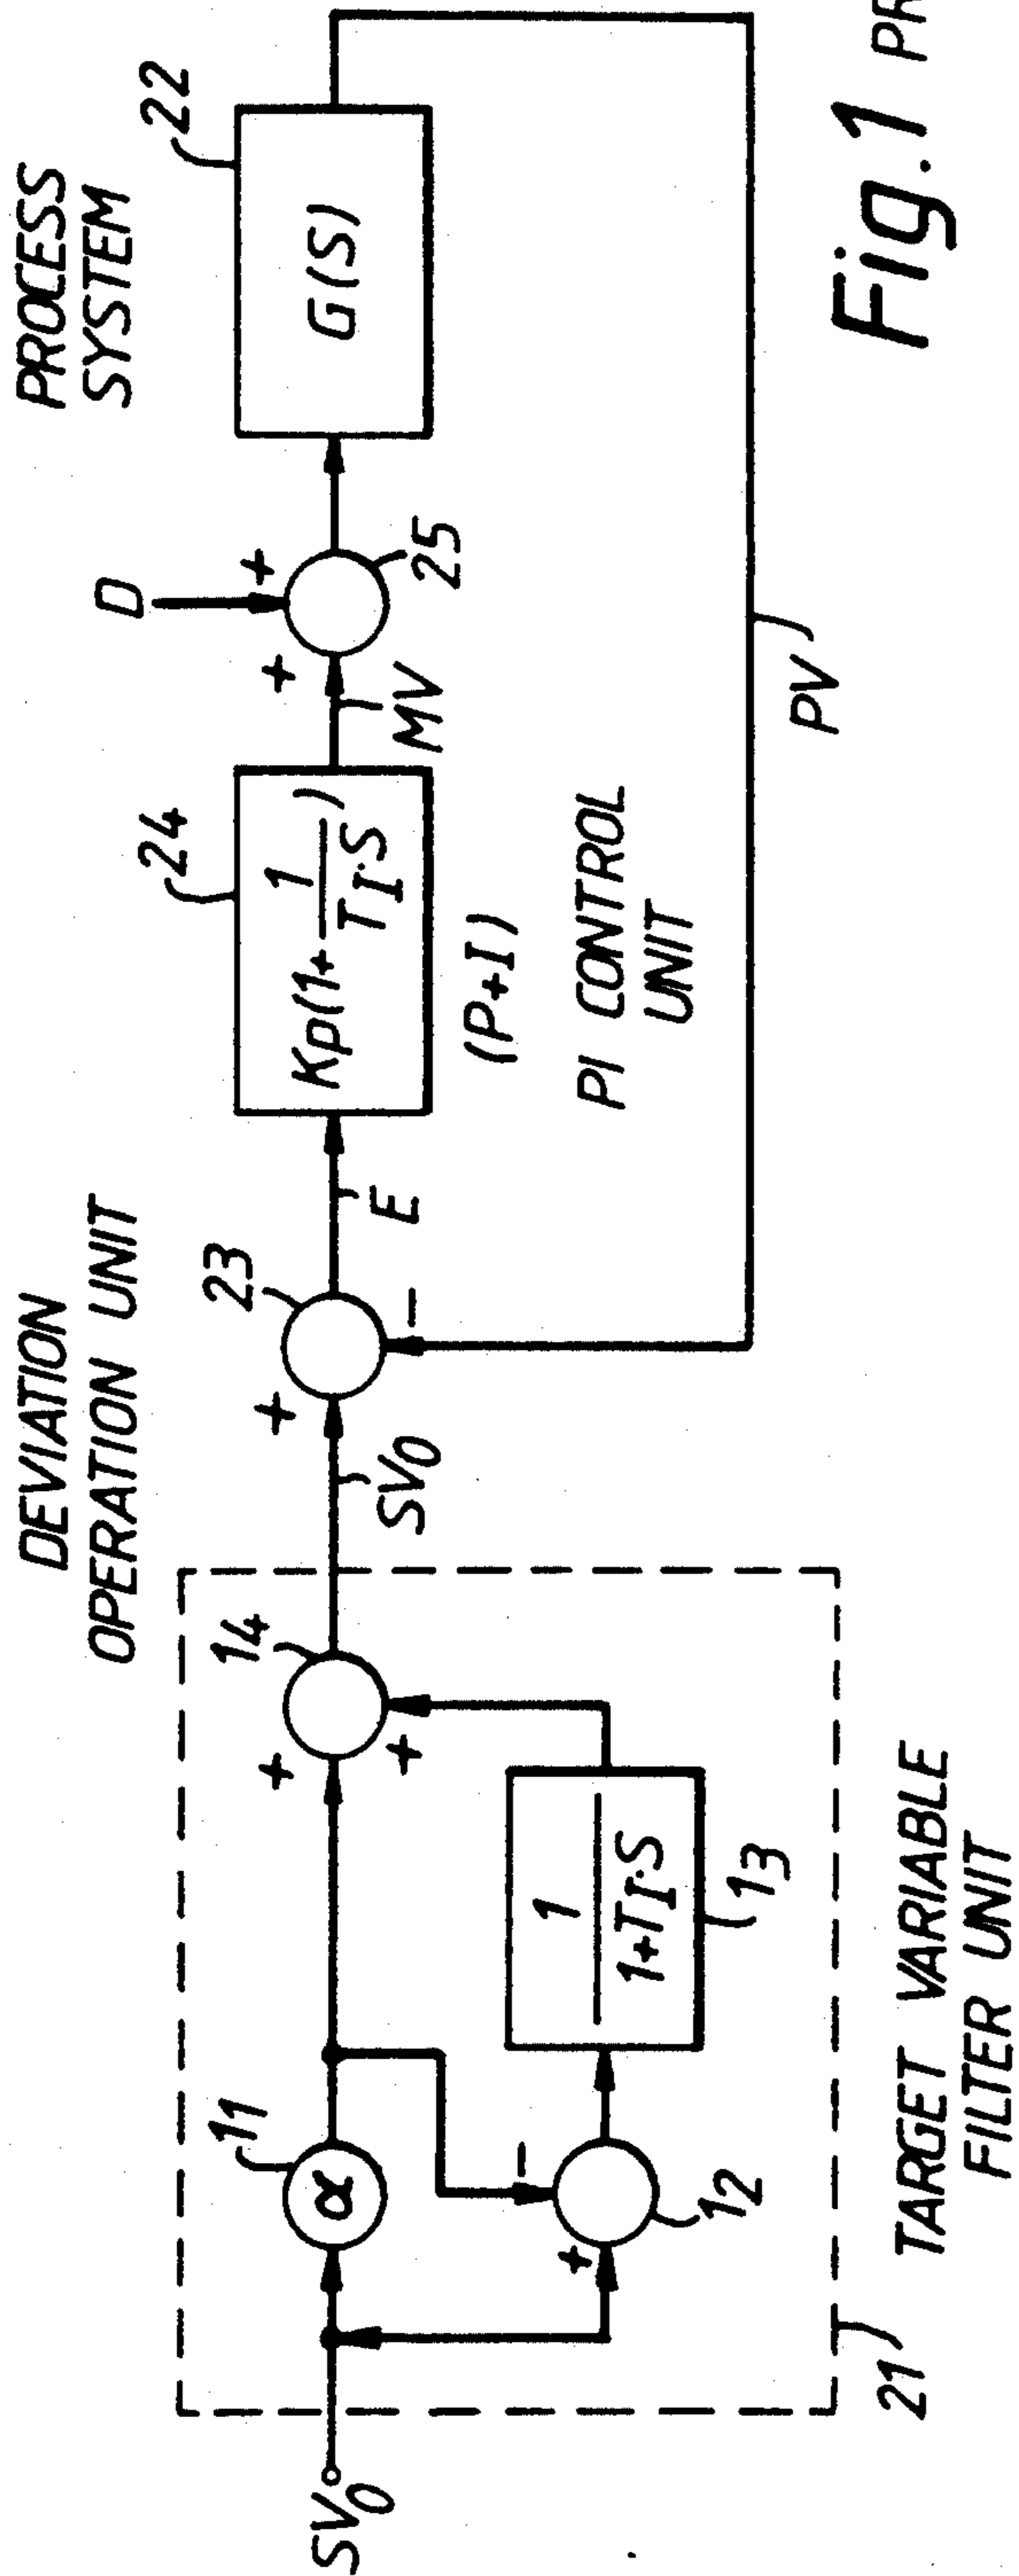 DEVIATION
OPERATION UNIT
PROCESS
SYSTEM
SV0
11
α
12
13
1
1+TI·S
14
SV0
23
E
24
Kp(1+ 1
TI·S )
(P+I)
PI CONTROL
UNIT
MV
D
25
22
G(S)
PV
21
TARGET VARIABLE
FILTER UNIT
+
-
+
+
+
-
+
+
Fig.1 PR